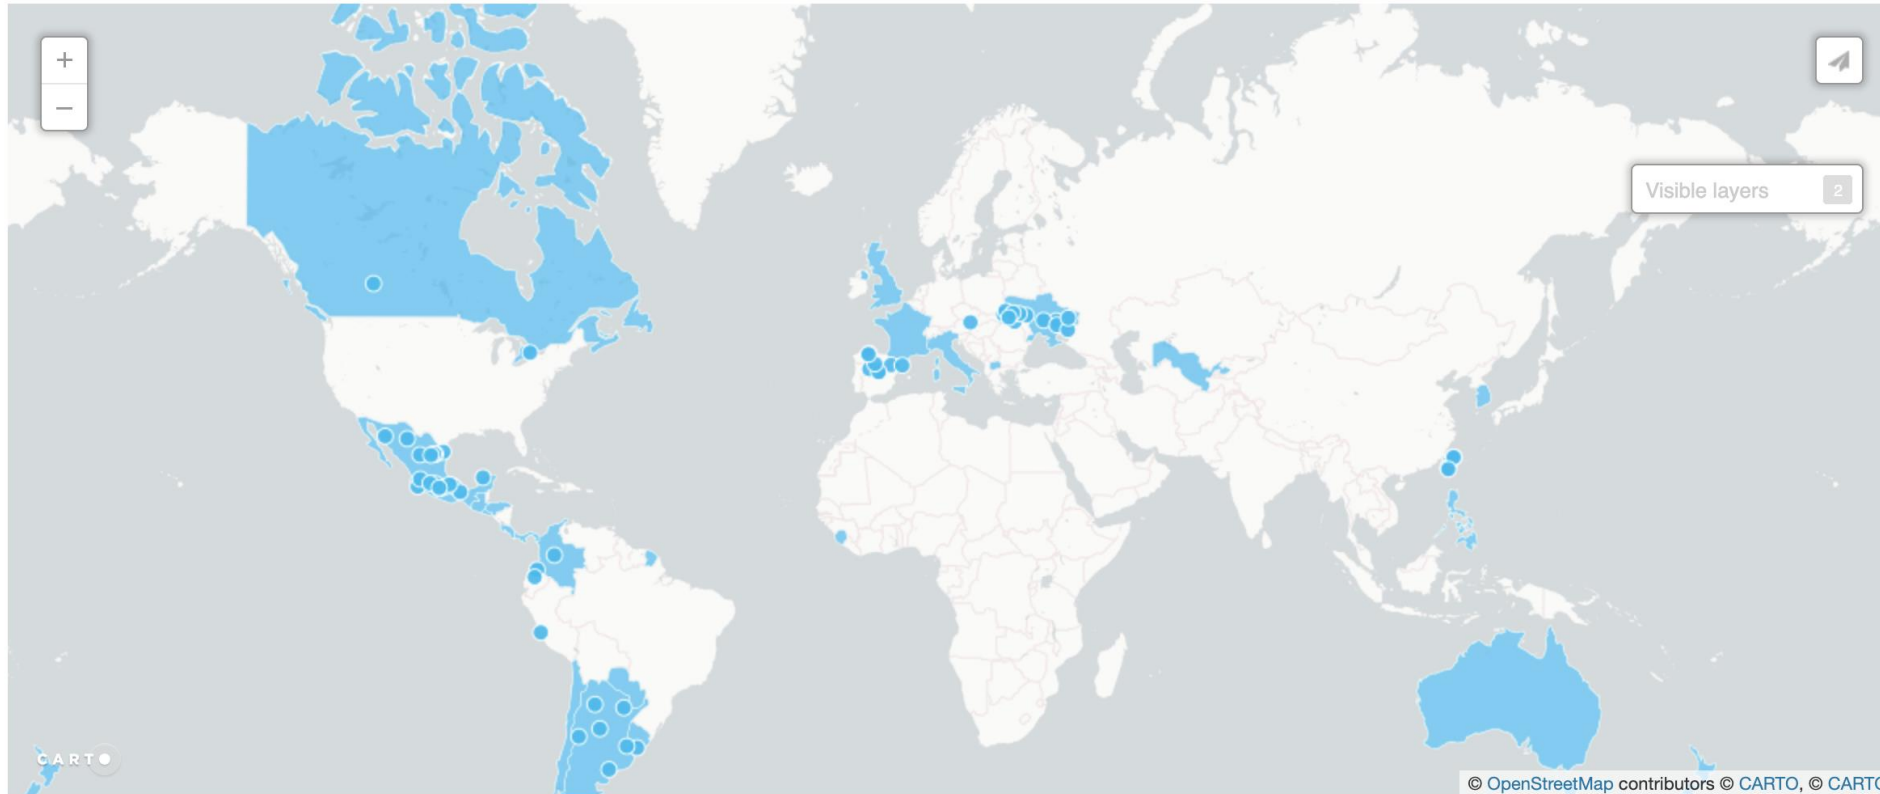 +
−
Visible layers 2
CARTO
© OpenStreetMap contributors © CARTO, © CARTO